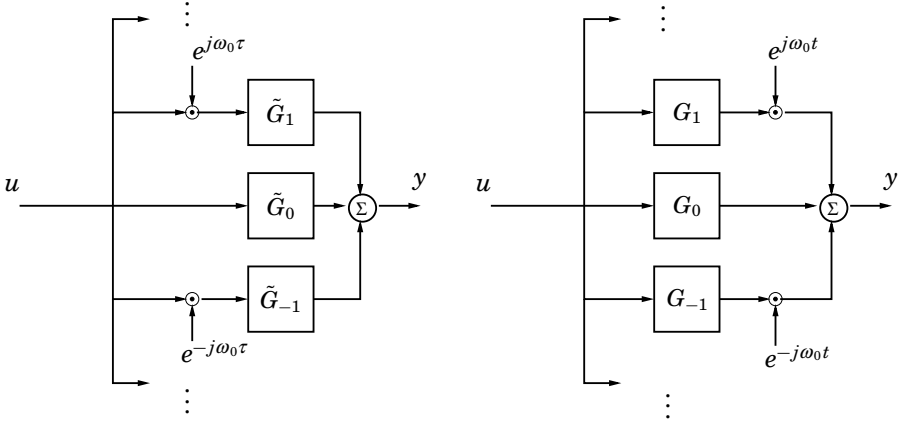 ⋮ ⋮
e^{jω₀τ} e^{jω₀t}
G̃₁ G₁
u G̃₀ Σ y u G₀ Σ y
G̃₋₁ G₋₁
e^{-jω₀τ} e^{-jω₀t}
⋮ ⋮